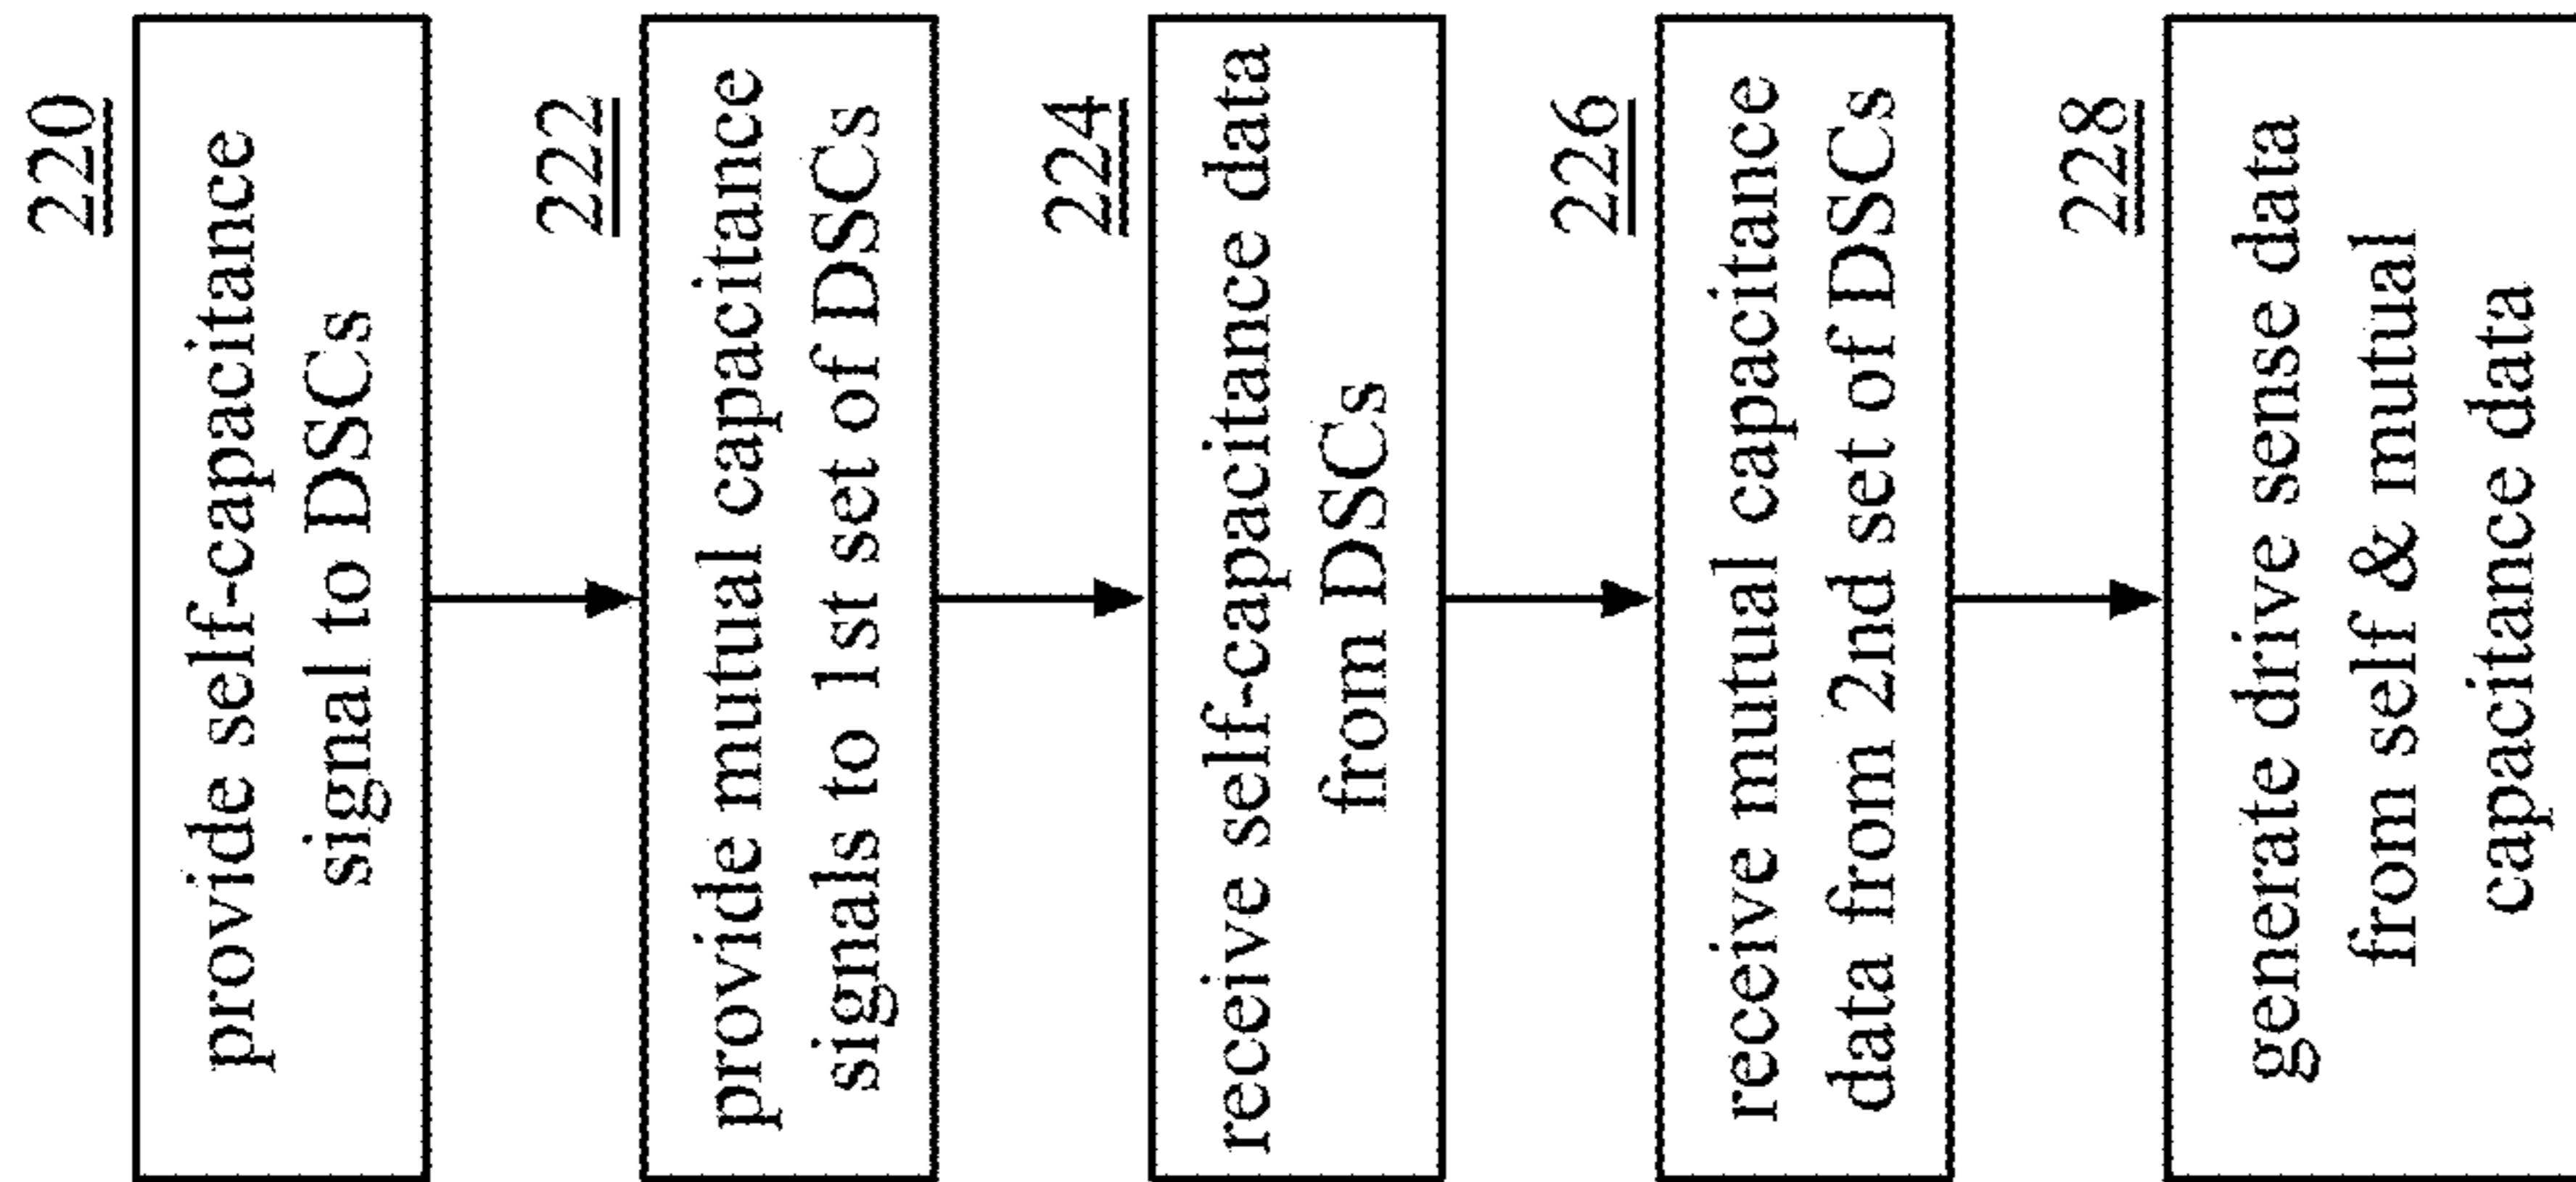 220
provide self-capacitance
signal to DSCs
222
provide mutual capacitance
signals to 1st set of DSCs
224
receive self-capacitance data
from DSCs
226
receive mutual capacitance
data from 2nd set of DSCs
228
generate drive sense data
from self & mutual
capacitance data